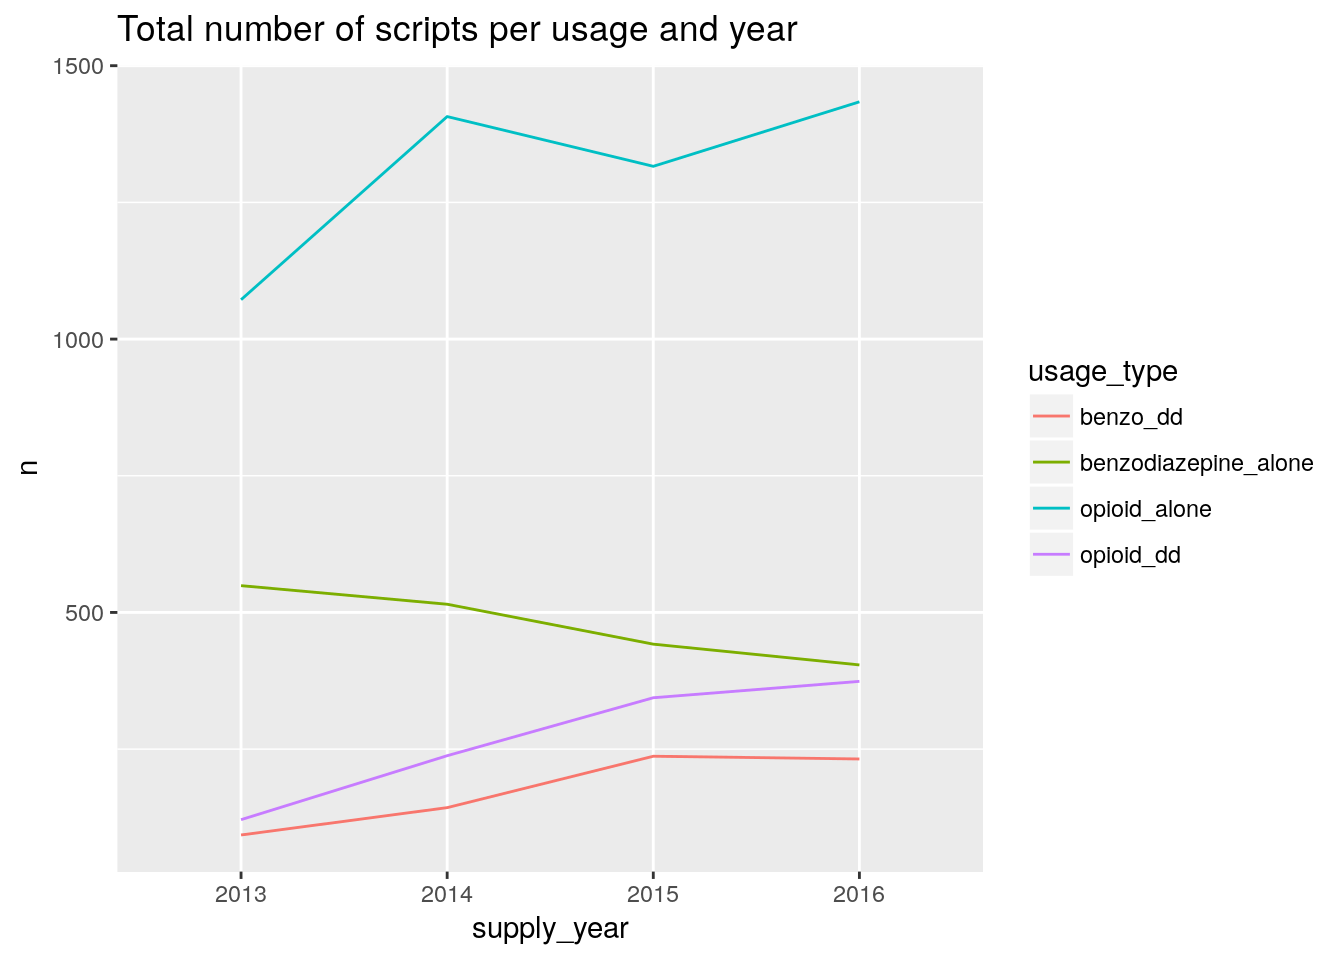 Total number of scripts per usage and year
1500
1000
500
n
2013 2014 2015 2016
supply_year
usage_type
benzo_dd
benzodiazepine_alone
opioid_alone
opioid_dd